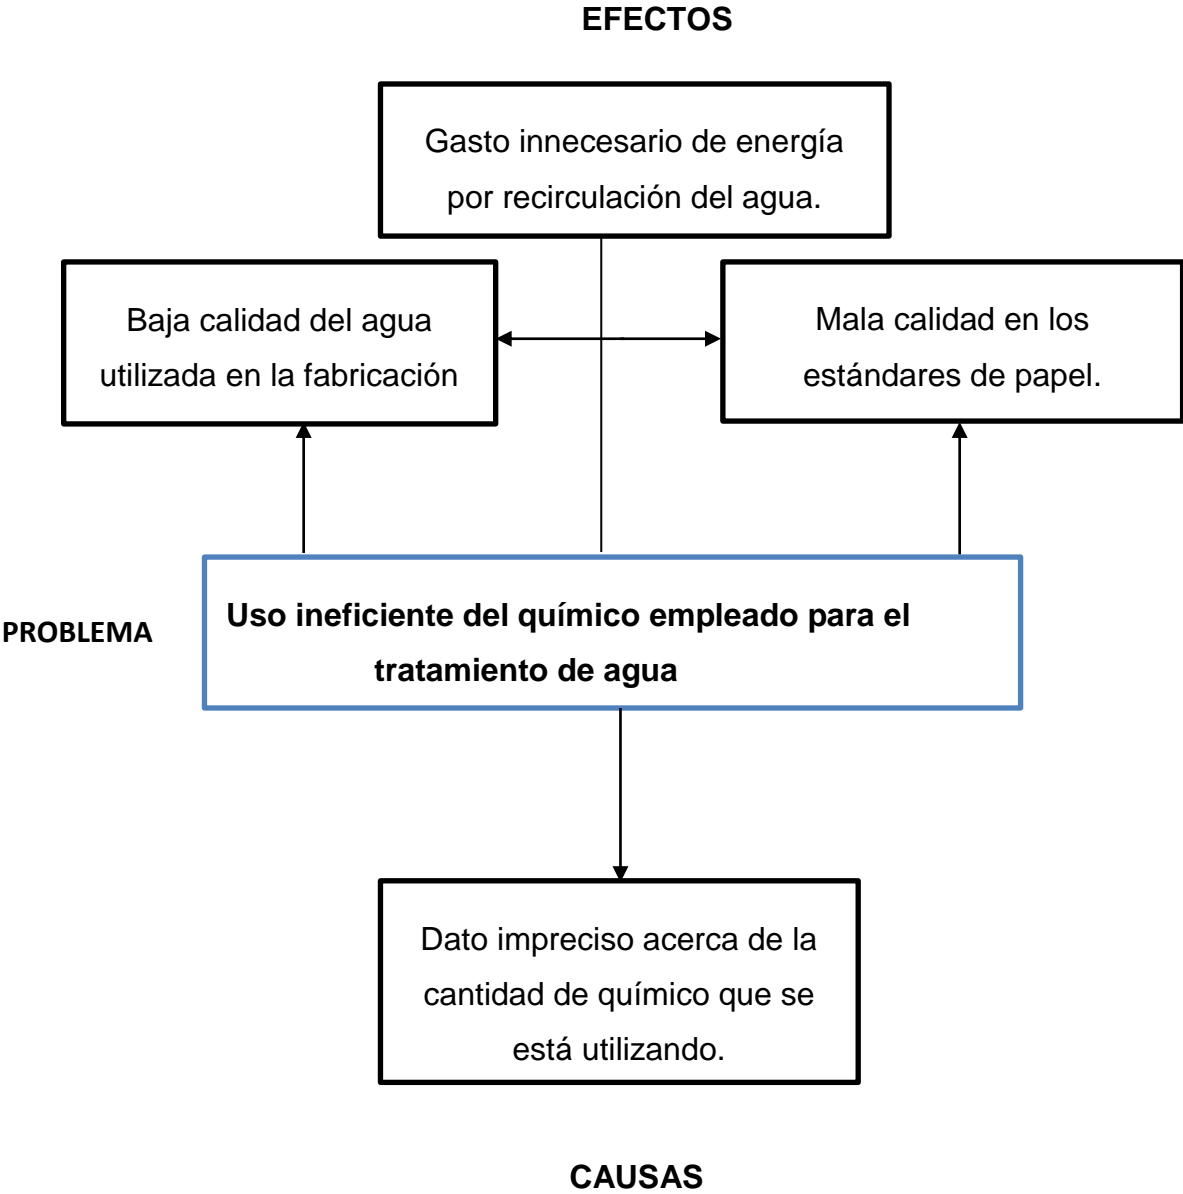 EFECTOS
Gasto innecesario de energía
por recirculación del agua.
Baja calidad del agua
utilizada en la fabricación
Mala calidad en los
estándares de papel.
PROBLEMA
Uso ineficiente del químico empleado para el
tratamiento de agua
Dato impreciso acerca de la
cantidad de químico que se
está utilizando.
CAUSAS